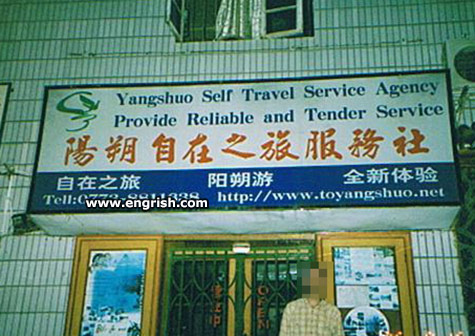 Yangshuo Self Travel Service Agency
Provide Reliable and Tender Service
陽朔自在之旅服務社
自在之旅 阳朔游 全新体验
http://www.toyangshuo.net
www.engrish.com
OPEN